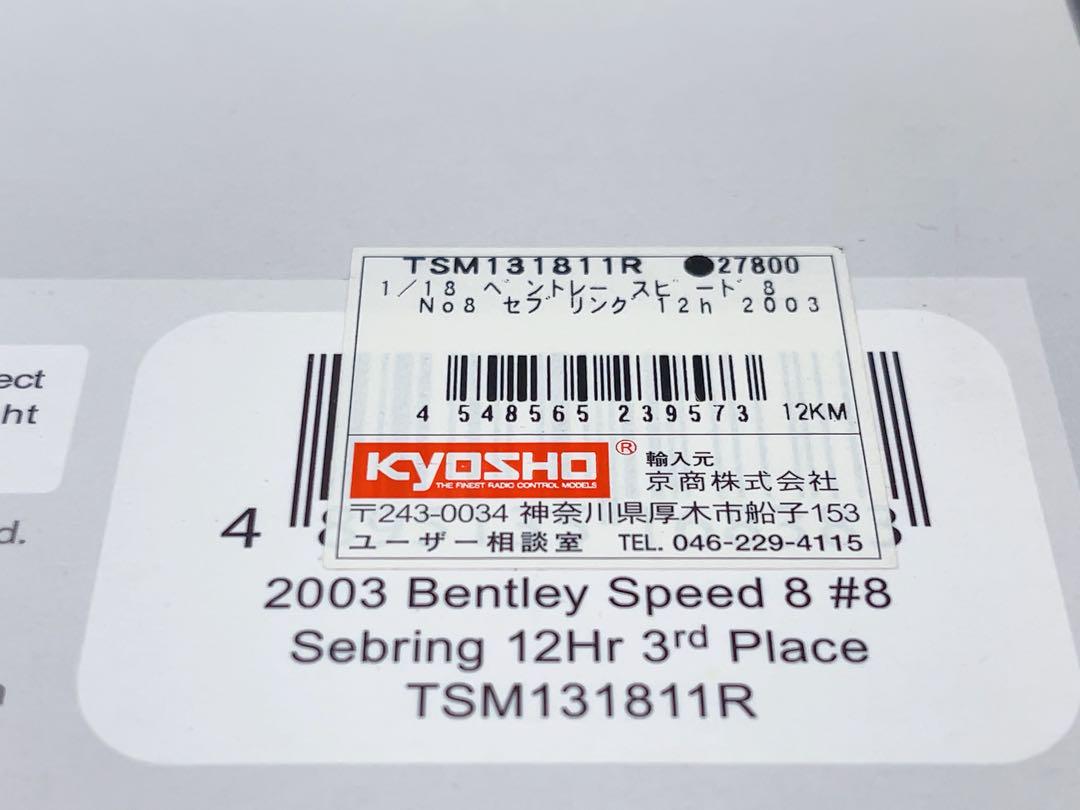 TSM131811R ●27800
1/18 ベントレー スピード 8
No8 セブリング 12h 2003
4 548565 239573 12KM
KYOSHO®
THE FINEST RADIO CONTROL MODELS
輸入元
京商株式会社
〒243-0034 神奈川県厚木市船子153
ユーザー相談室 TEL. 046-229-4115
ect
ht
d.
4
2003 Bentley Speed 8 #8
Sebring 12Hr 3rd Place
TSM131811R